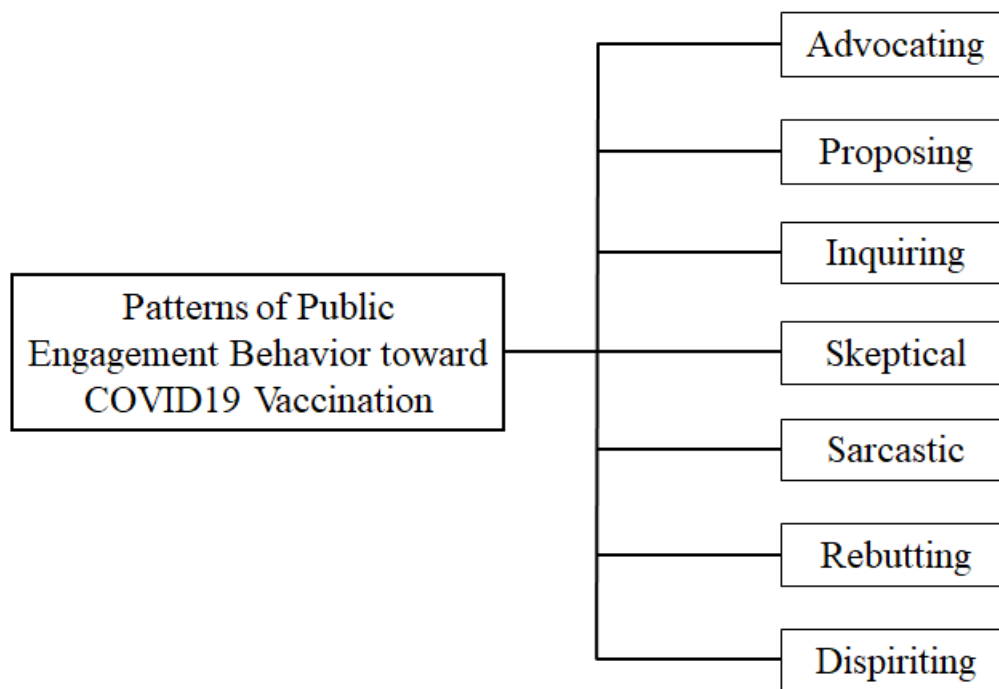 Advocating
Proposing
Inquiring
Patterns of Public
Engagement Behavior toward
COVID19 Vaccination
Skeptical
Sarcastic
Rebutting
Dispiriting